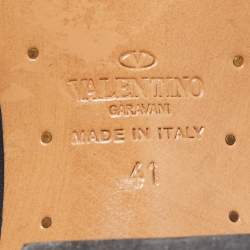 VALENTINO
GARAVANI
MADE IN ITALY
41